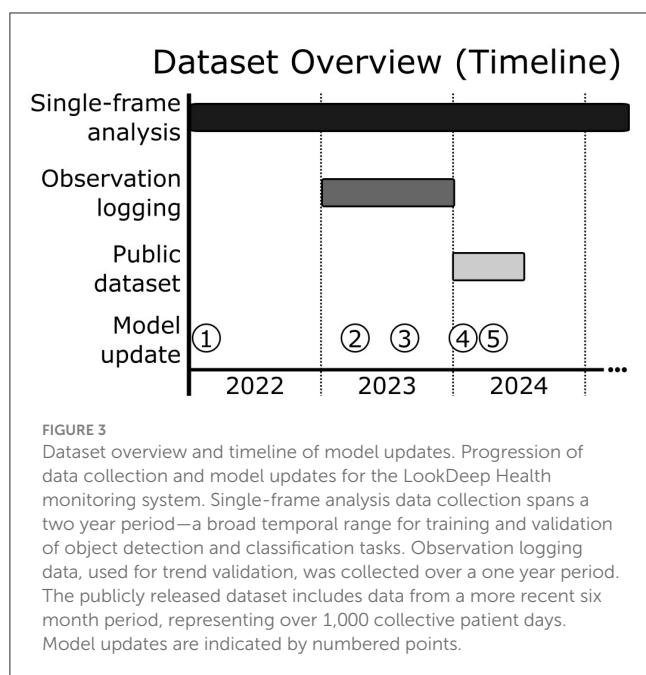 Dataset Overview (Timeline)
Single-frame
analysis
Observation
logging
Public
dataset
Model
update
① ② ③ ④ ⑤
2022 2023 2024 •••
FIGURE 3
Dataset overview and timeline of model updates. Progression of
data collection and model updates for the LookDeep Health
monitoring system. Single-frame analysis data collection spans a
two year period—a broad temporal range for training and validation
of object detection and classification tasks. Observation logging
data, used for trend validation, was collected over a one year period.
The publicly released dataset includes data from a more recent six
month period, representing over 1,000 collective patient days.
Model updates are indicated by numbered points.